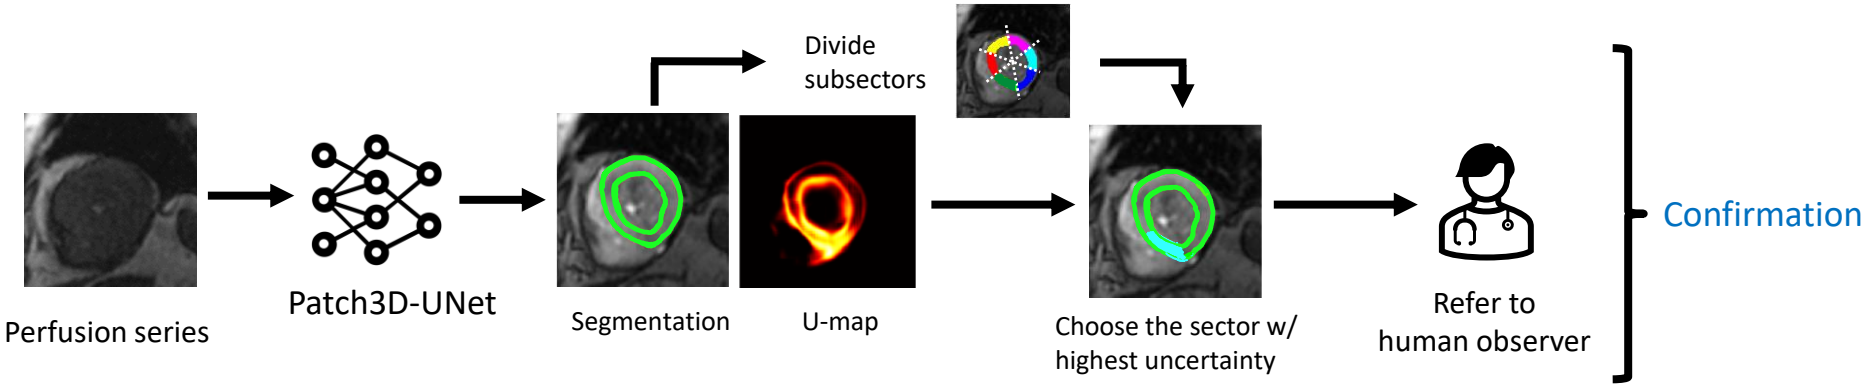 Perfusion series
Patch3D-UNet
Segmentation
U-map
Divide
subsectors
Choose the sector w/
highest uncertainty
Refer to
human observer
Confirmation